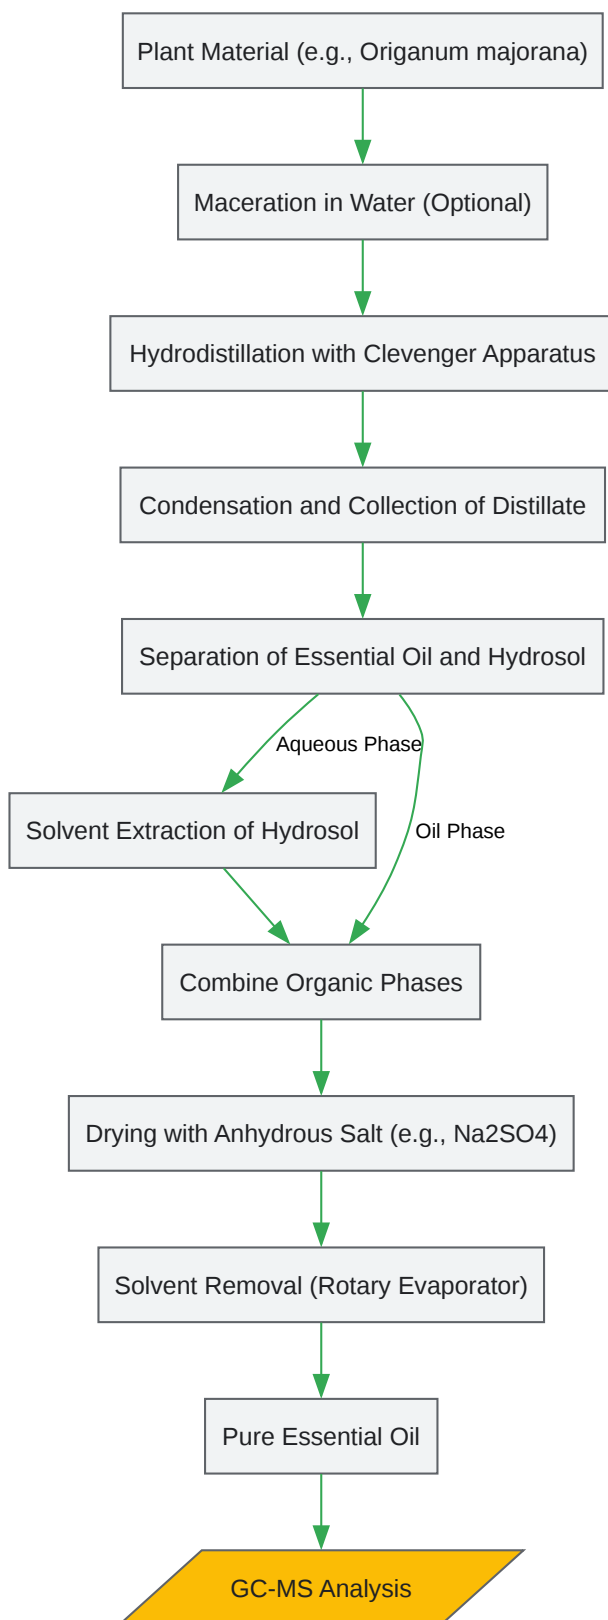 Plant Material (e.g., Origanum majorana)
Maceration in Water (Optional)
Hydrodistillation with Clevenger Apparatus
Condensation and Collection of Distillate
Separation of Essential Oil and Hydrosol
Aqueous Phase
Solvent Extraction of Hydrosol
Oil Phase
Combine Organic Phases
Drying with Anhydrous Salt (e.g., Na2SO4)
Solvent Removal (Rotary Evaporator)
Pure Essential Oil
GC-MS Analysis